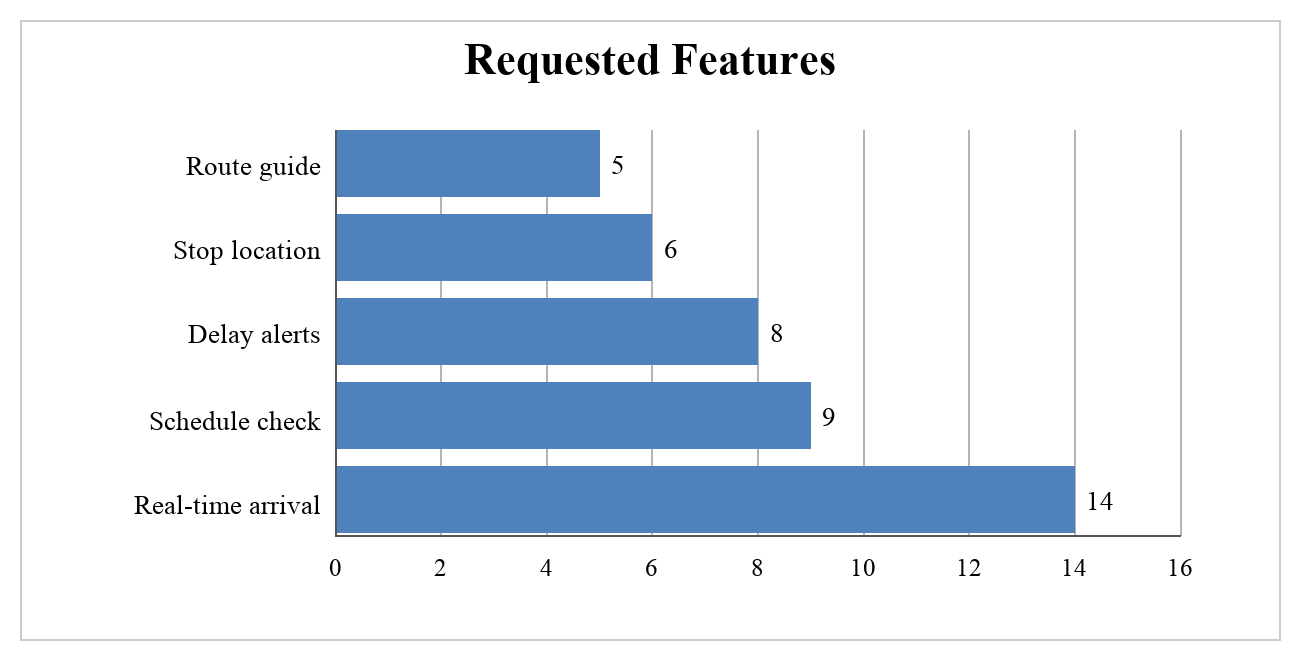 Requested Features
Route guide 5
Stop location 6
Delay alerts 8
Schedule check 9
Real-time arrival 14
0 2 4 6 8 10 12 14 16